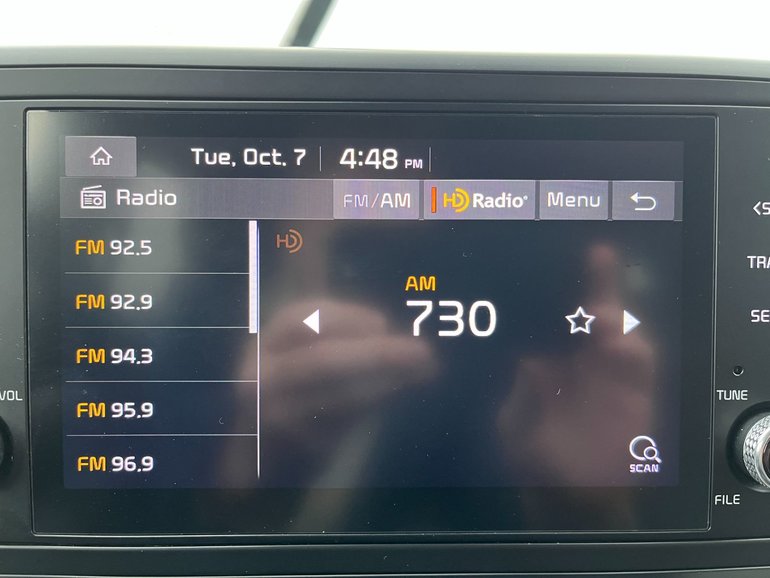 Tue, Oct. 7 4:48 PM
Radio FM/AM HD Radio® Menu
FM 92.5
FM 92.9
FM 94.3
FM 95.9
FM 96.9
HD
AM
730
SCAN
VOL
<S
TRA
SE
TUNE
FILE